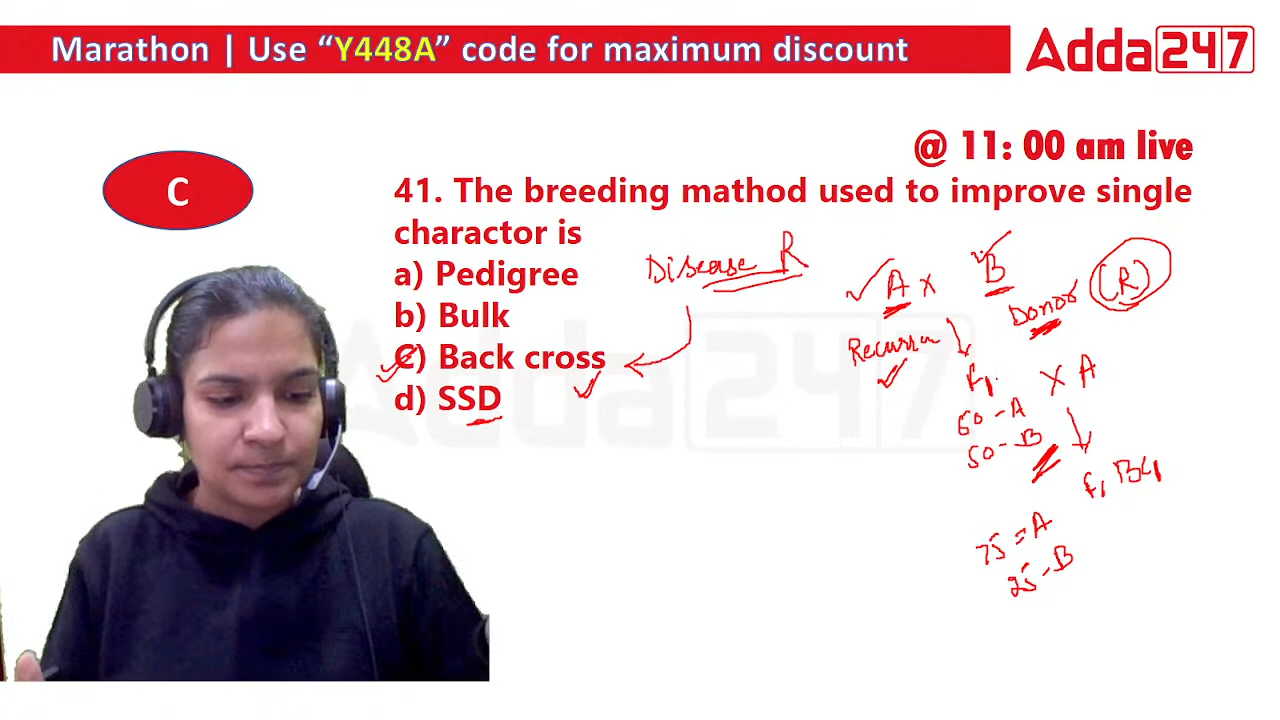 Marathon | Use “Y448A” code for maximum discount
Adda247
@ 11: 00 am live
C
41. The breeding mathod used to improve single
charactor is
a) Pedigree
b) Bulk
C) Back cross
d) SSD
Disease R
A x B
Donor (R)
F1 X A
50 - A
50 - B
F1 BC1
75 = A
25 - B
Adda247